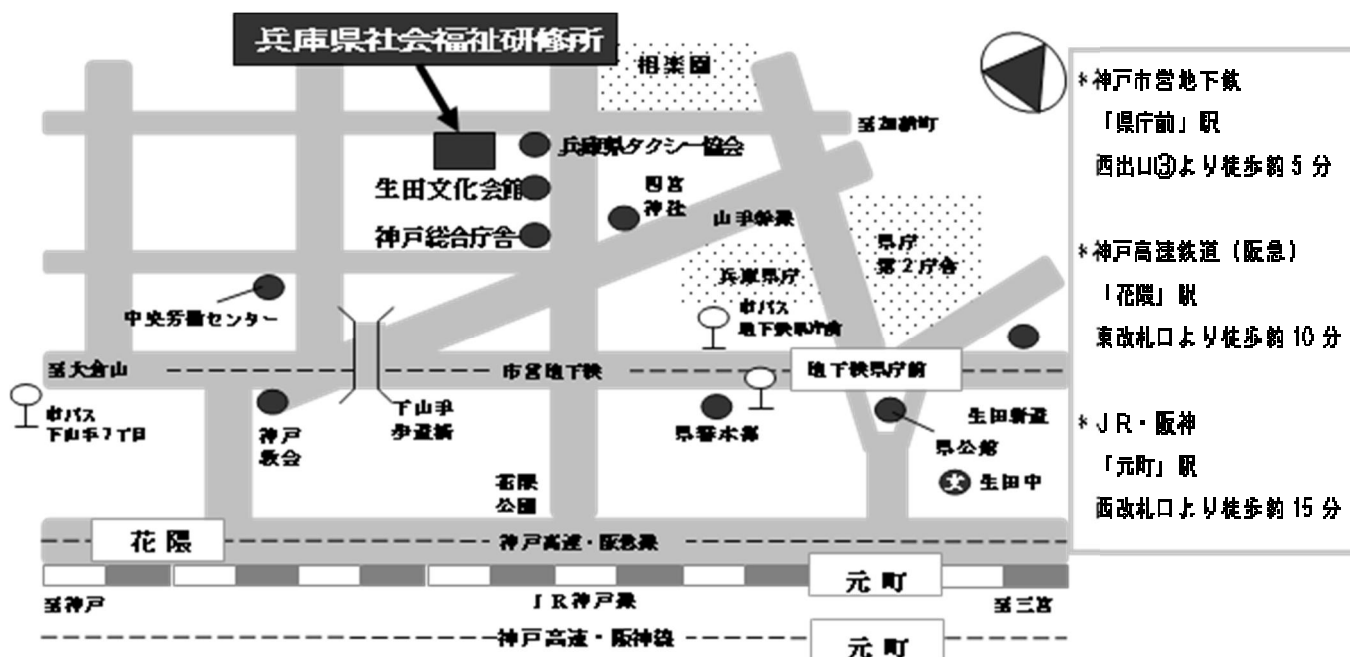 兵庫県社会福祉研修所
相楽園
至加納町
兵庫県タクシー協会
生田文化会館
四宮
神社
神戸総合庁舎
山手幹線
県庁
第2庁舎
兵庫県庁
中央労働センター
市バス
地下鉄県庁前
至大倉山
市営地下鉄
地下鉄県庁前
市バス
下山手7丁目
神戸
教会
下山手
歩道橋
県警本部
県公館
生田新道
文
生田中
花隈
公園
花隈
神戸高速・阪急線
元町
至神戸
JR神戸線
至三宮
神戸高速・阪神線
元町
*神戸市営地下鉄
「県庁前」駅
西出口③より徒歩約5分
*神戸高速鉄道（阪急）
「花隈」駅
東改札口より徒歩約10分
*JR・阪神
「元町」駅
西改札口より徒歩約15分